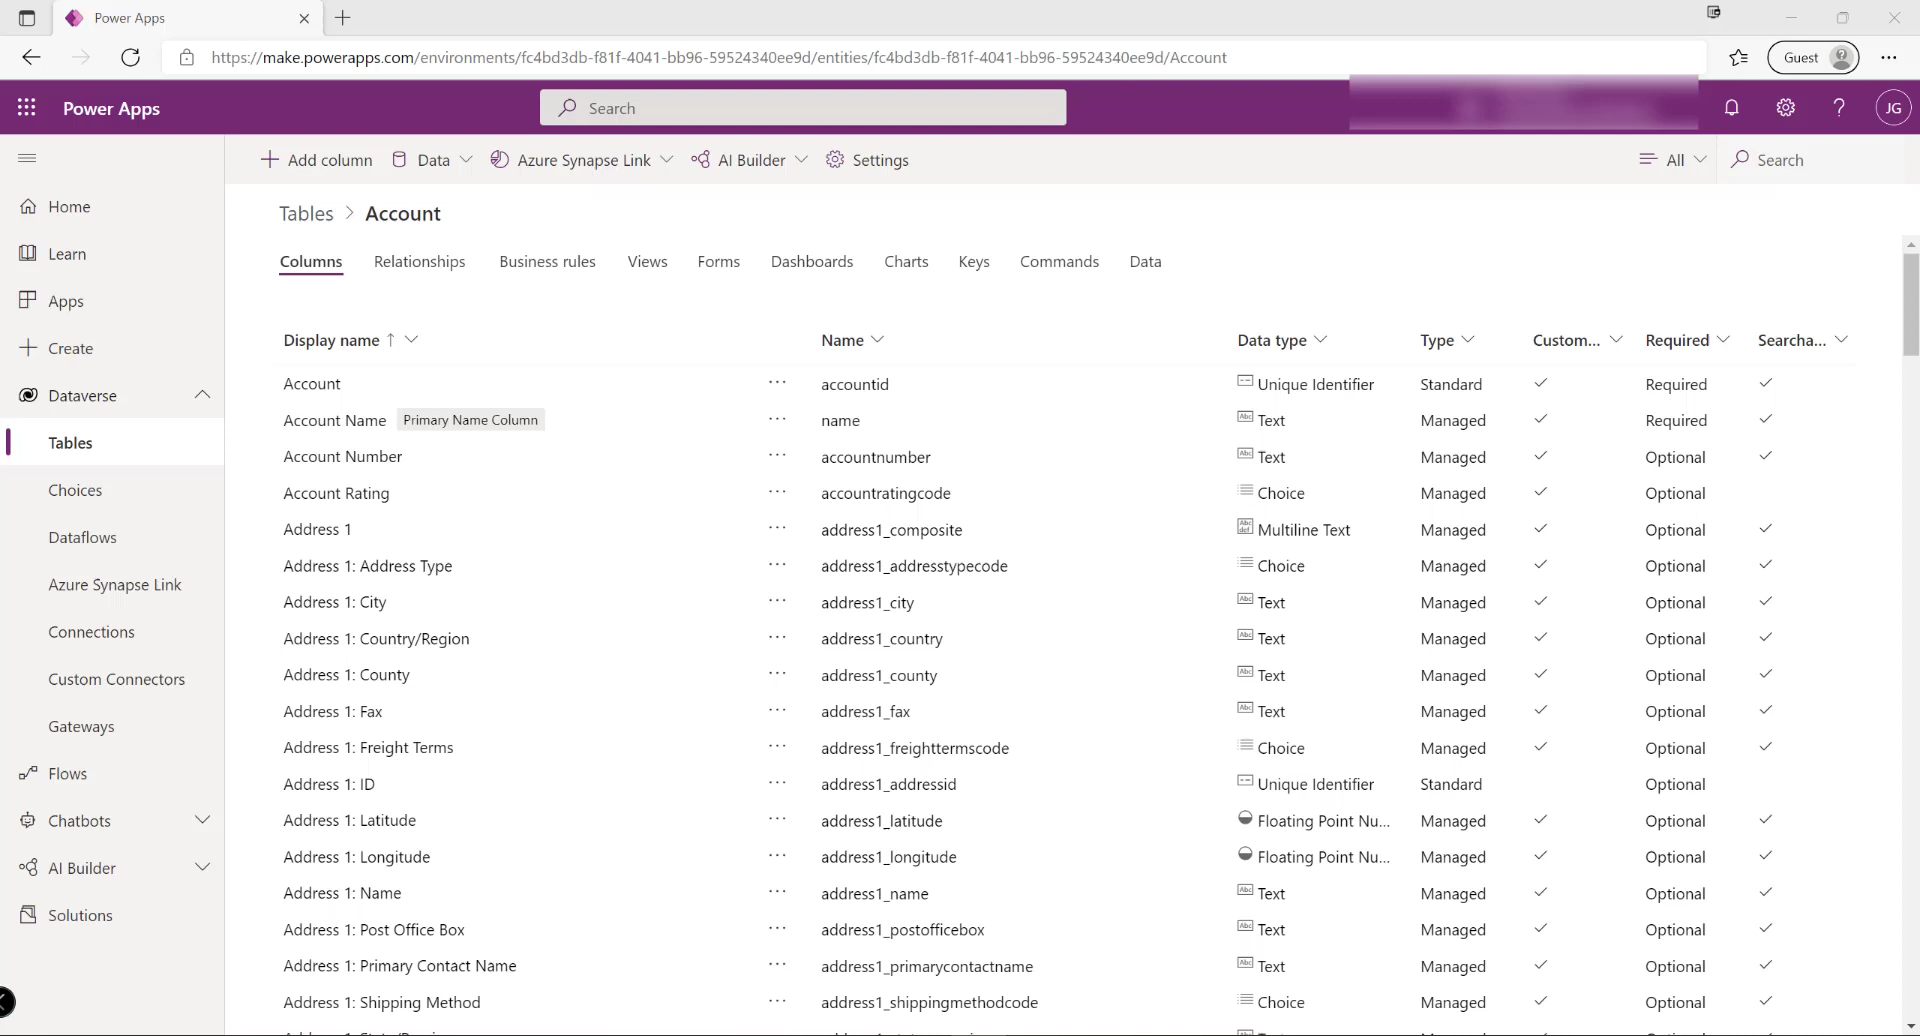 Power Apps
https://make.powerapps.com/environments/fc4bd3db-f81f-4041-bb96-59524340ee9d/entities/fc4bd3db-f81f-4041-bb96-59524340ee9d/Account
Guest
Power Apps
Search
JG
Add column
Data
Azure Synapse Link
AI Builder
Settings
All
Search
Home
Learn
Apps
Create
Dataverse
Tables
Choices
Dataflows
Azure Synapse Link
Connections
Custom Connectors
Gateways
Flows
Chatbots
AI Builder
Solutions
Tables > Account
Columns Relationships Business rules Views Forms Dashboards Charts Keys Commands Data
Display name ↑ Name Data type Type Custom... Required Searcha...
Account ··· accountid Unique Identifier Standard ✓ Required ✓
Account Name Primary Name Column ··· name Text Managed ✓ Required ✓
Account Number ··· accountnumber Text Managed ✓ Optional ✓
Account Rating ··· accountratingcode Choice Managed ✓ Optional
Address 1 ··· address1_composite Multiline Text Managed ✓ Optional ✓
Address 1: Address Type ··· address1_addresstypecode Choice Managed ✓ Optional ✓
Address 1: City ··· address1_city Text Managed ✓ Optional ✓
Address 1: Country/Region ··· address1_country Text Managed ✓ Optional ✓
Address 1: County ··· address1_county Text Managed ✓ Optional ✓
Address 1: Fax ··· address1_fax Text Managed ✓ Optional ✓
Address 1: Freight Terms ··· address1_freighttermscode Choice Managed ✓ Optional ✓
Address 1: ID ··· address1_addressid Unique Identifier Standard Optional
Address 1: Latitude ··· address1_latitude Floating Point Nu... Managed ✓ Optional ✓
Address 1: Longitude ··· address1_longitude Floating Point Nu... Managed ✓ Optional ✓
Address 1: Name ··· address1_name Text Managed ✓ Optional ✓
Address 1: Post Office Box ··· address1_postofficebox Text Managed ✓ Optional ✓
Address 1: Primary Contact Name ··· address1_primarycontactname Text Managed ✓ Optional ✓
Address 1: Shipping Method ··· address1_shippingmethodcode Choice Managed ✓ Optional ✓